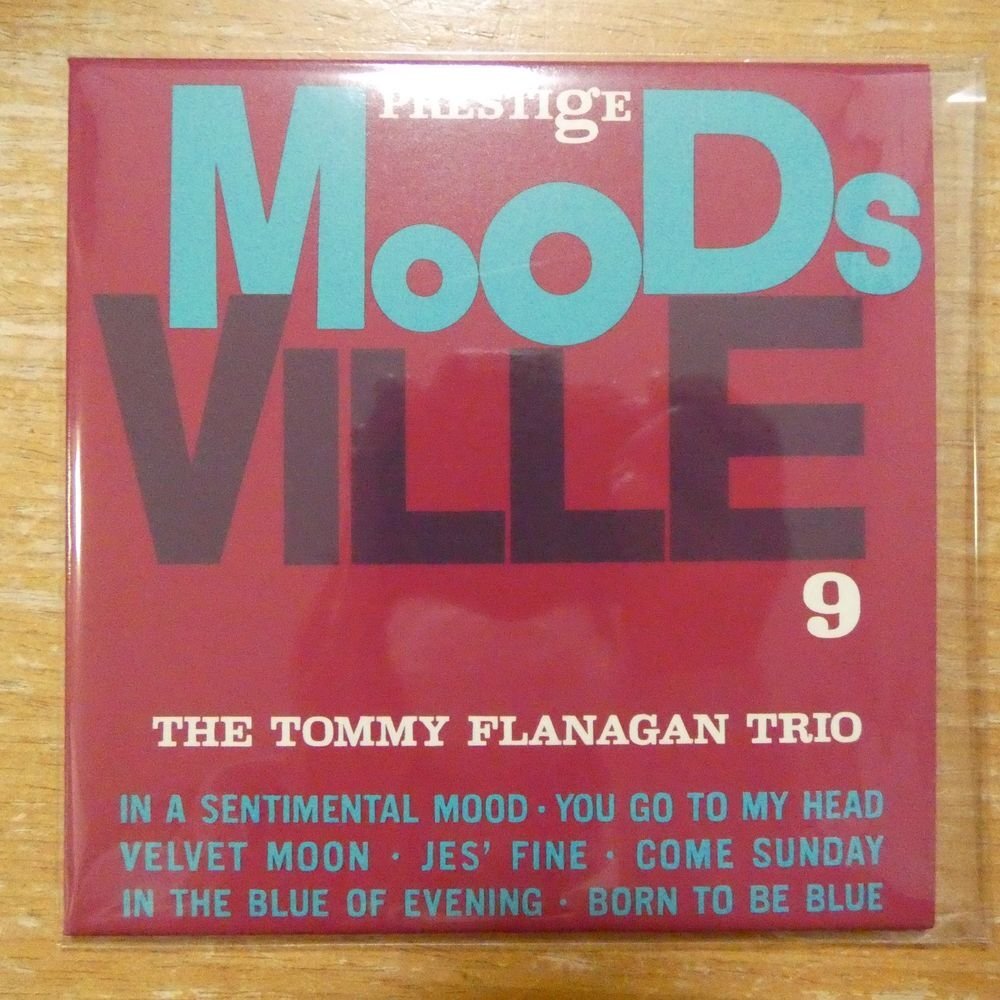 PRESTIgE
MooDs
VILLE
9
THE TOMMY FLANAGAN TRIO
IN A SENTIMENTAL MOOD · YOU GO TO MY HEAD
VELVET MOON · JES' FINE · COME SUNDAY
IN THE BLUE OF EVENING · BORN TO BE BLUE